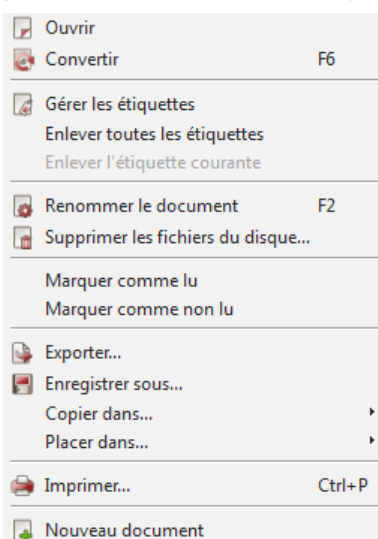 Ouvrir
Convertir F6
Gérer les étiquettes
Enlever toutes les étiquettes
Enlever l'étiquette courante
Renommer le document F2
Supprimer les fichiers du disque...
Marquer comme lu
Marquer comme non lu
Exporter...
Enregistrer sous...
Copier dans...
Placer dans...
Imprimer... Ctrl+P
Nouveau document